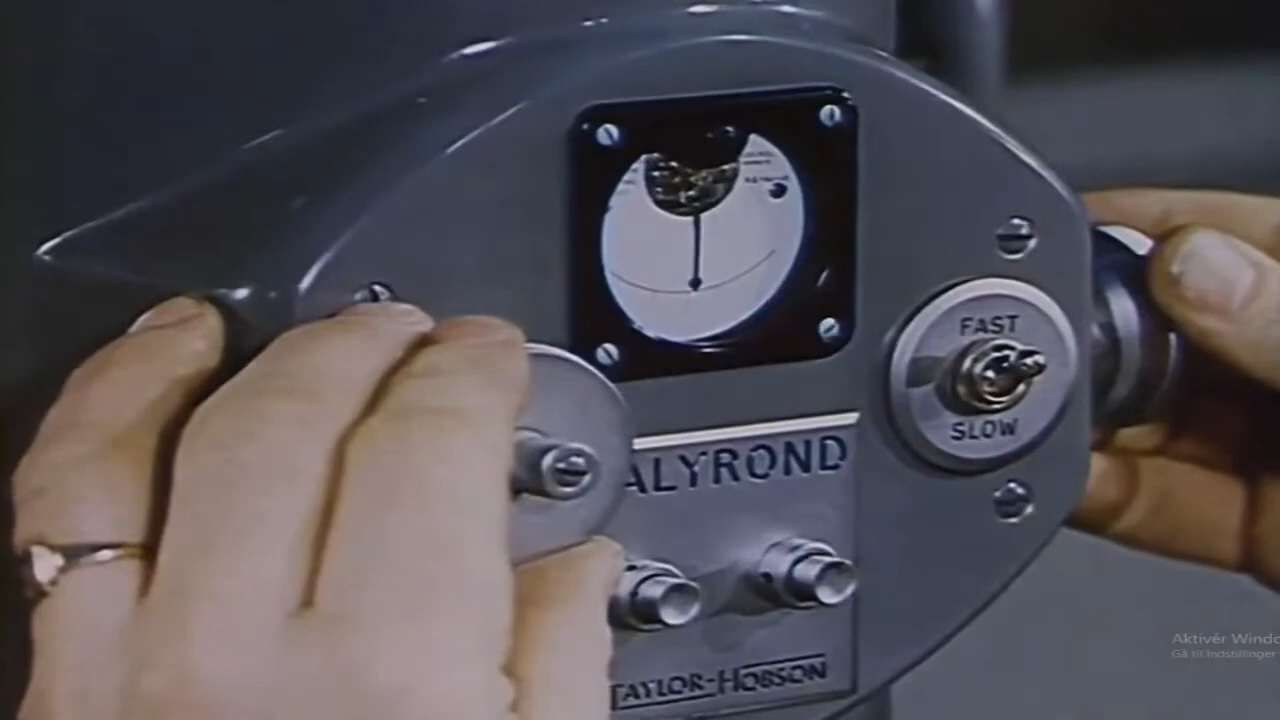 FAST
SLOW
ALYROND
TAYLOR-HOBSON
Aktivér Windo
Gå til Indstillinger